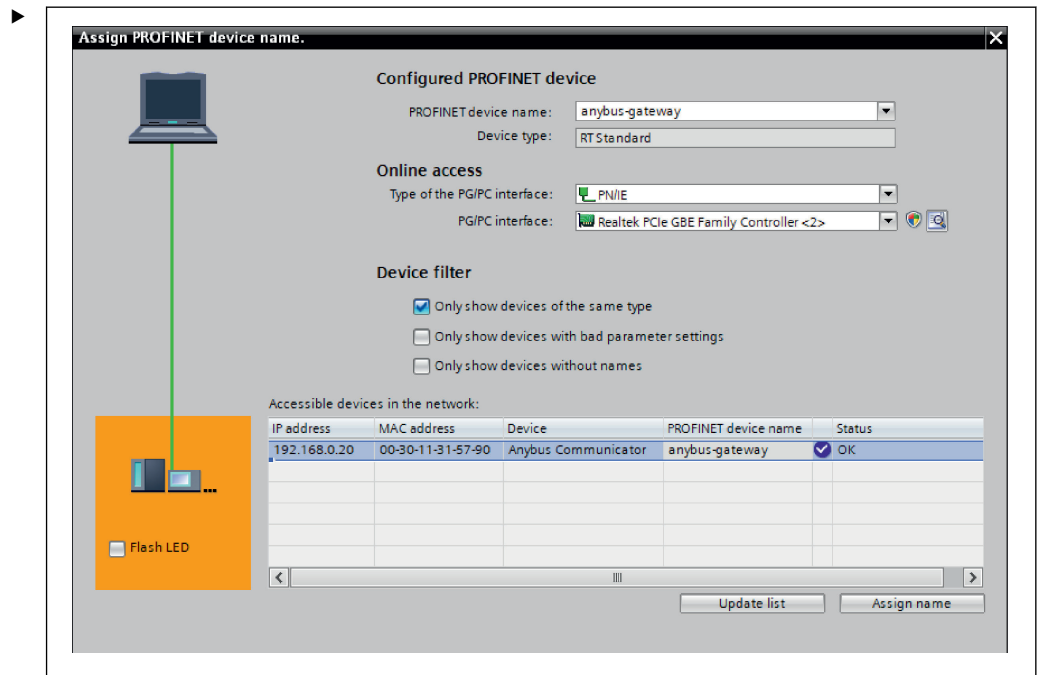 Assign PROFINET device name.
Configured PROFINET device
PROFINET device name: anybus-gateway
Device type: RT Standard
Online access
Type of the PG/PC interface: PN/IE
PG/PC interface: Realtek PCIe GBE Family Controller <2>
Device filter
Only show devices of the same type
Only show devices with bad parameter settings
Only show devices without names
Accessible devices in the network:
IP address MAC address Device PROFINET device name Status
192.168.0.20 00-30-11-31-57-90 Anybus Communicator anybus-gateway OK
...
Flash LED
Update list Assign name